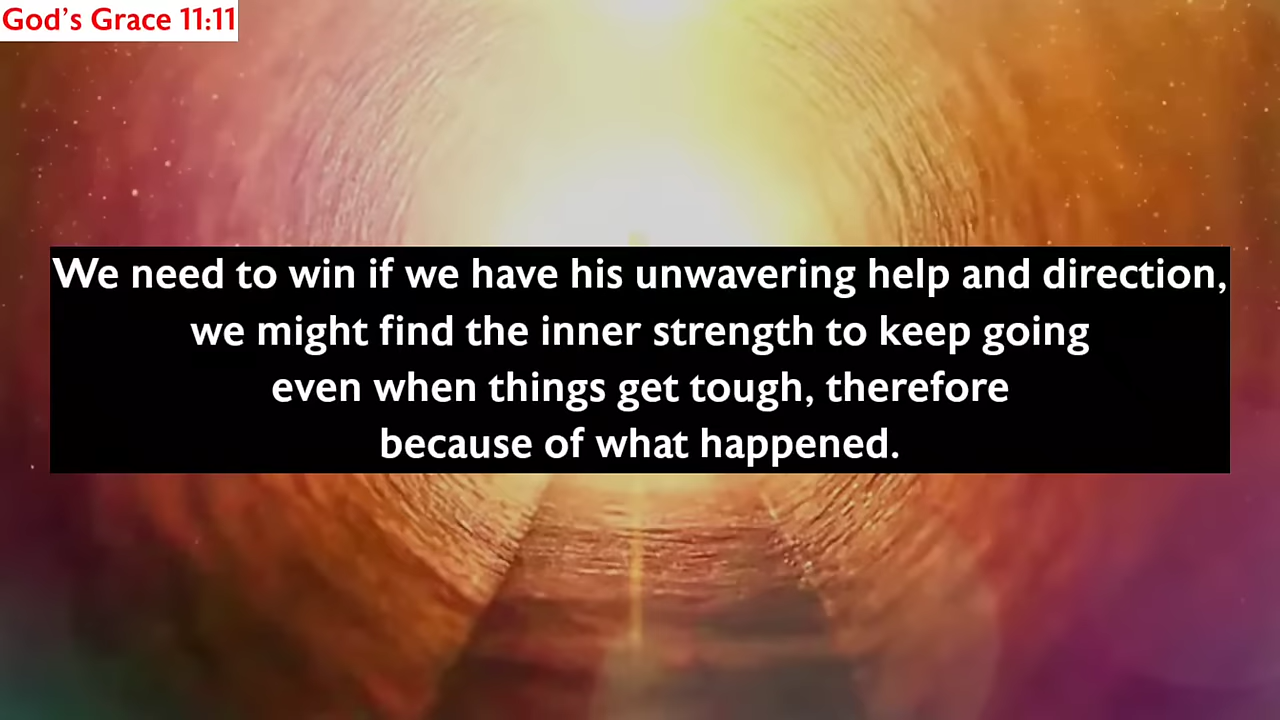 God's Grace 11:11
We need to win if we have his unwavering help and direction,
we might find the inner strength to keep going
even when things get tough, therefore
because of what happened.